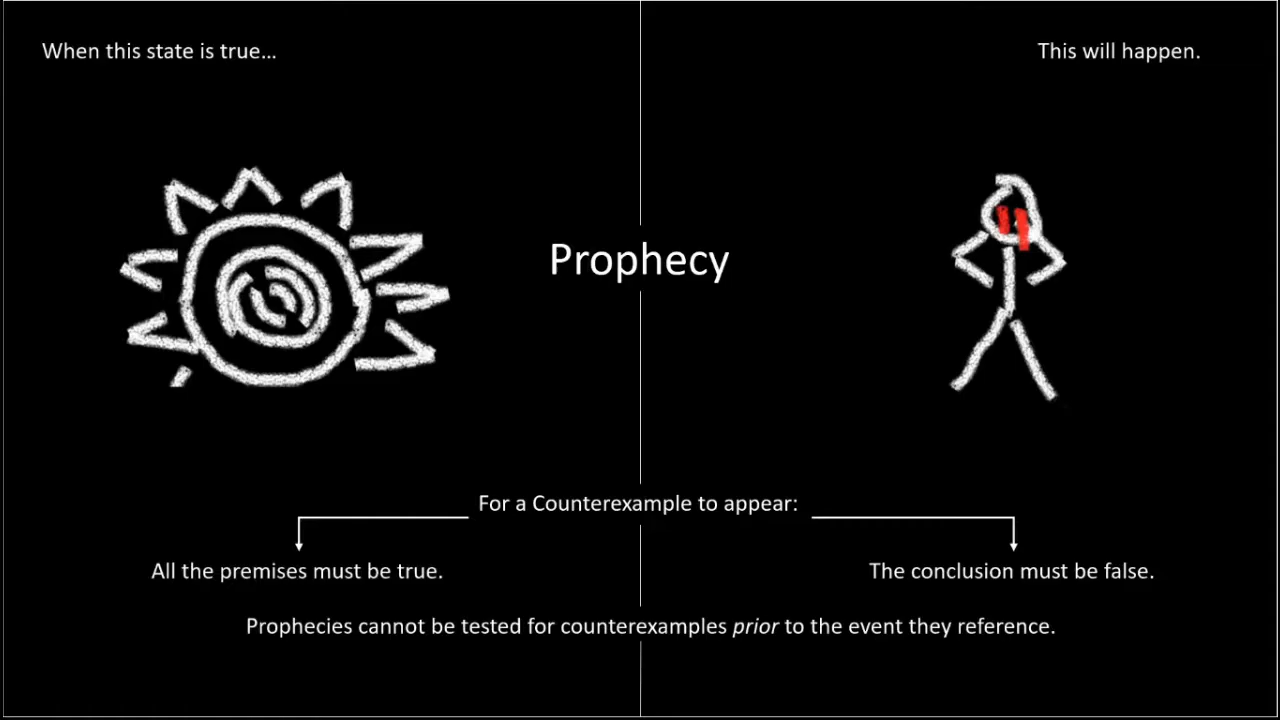 When this state is true...
This will happen.
Prophecy
For a Counterexample to appear:
All the premises must be true.
The conclusion must be false.
Prophecies cannot be tested for counterexamples prior to the event they reference.